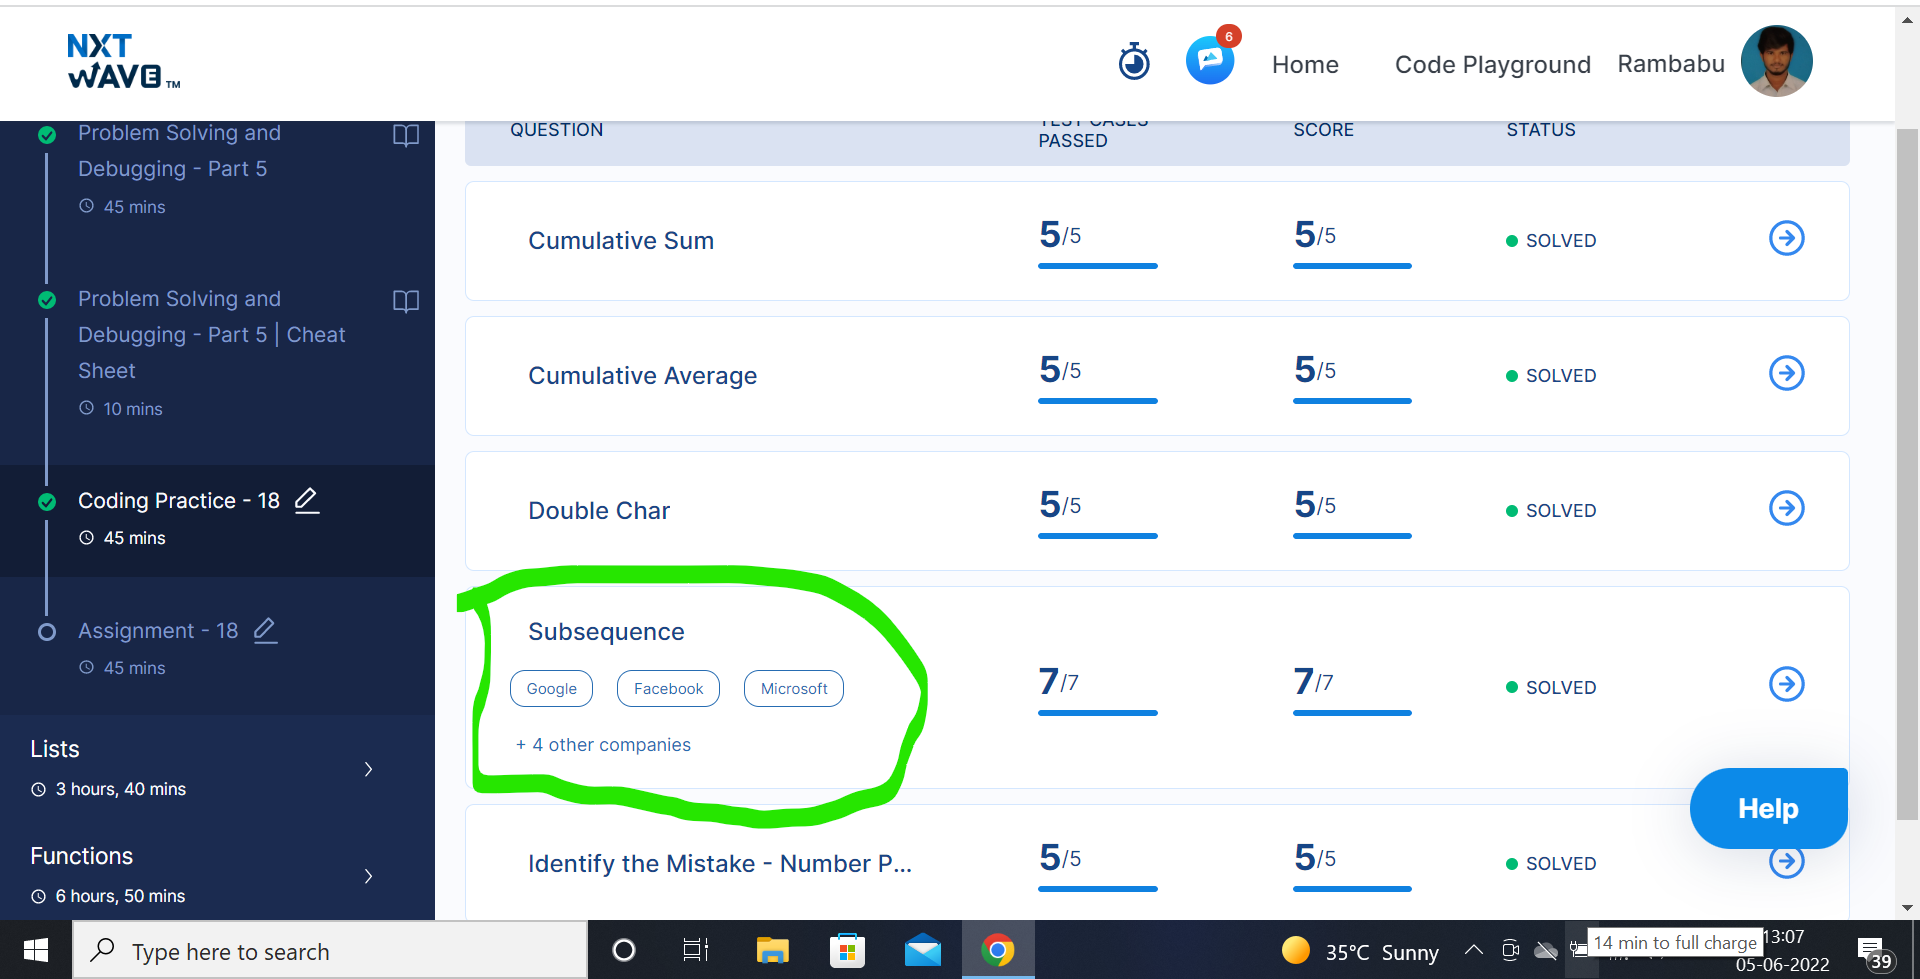 NXT
WAVE TM
6
Home
Code Playground
Rambabu
Problem Solving and
Debugging - Part 5
45 mins
Problem Solving and
Debugging - Part 5 | Cheat
Sheet
10 mins
Coding Practice - 18
45 mins
Assignment - 18
45 mins
Lists
3 hours, 40 mins
Functions
6 hours, 50 mins
QUESTION
TEST CASES
PASSED
SCORE
STATUS
Cumulative Sum
5/5
5/5
SOLVED
Cumulative Average
5/5
5/5
SOLVED
Double Char
5/5
5/5
SOLVED
Subsequence
Google
Facebook
Microsoft
+ 4 other companies
7/7
7/7
SOLVED
Identify the Mistake - Number P...
5/5
5/5
SOLVED
Help
Type here to search
35°C Sunny
14 min to full charge
13:07
05-06-2022
39